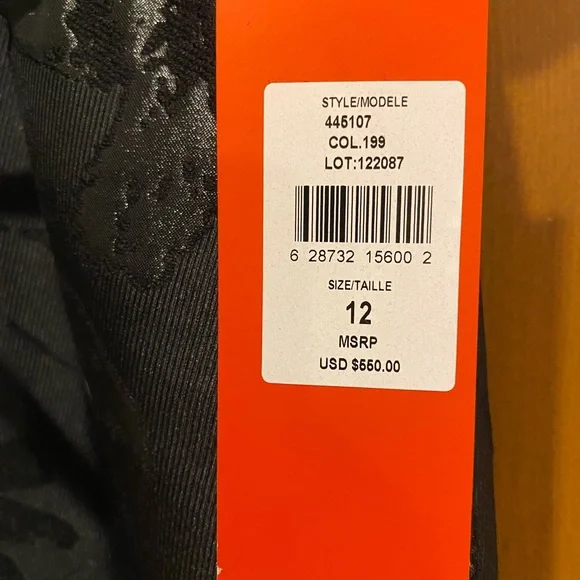 STYLE/MODELE
445107
COL.199
LOT:122087
6 28732 15600 2
SIZE/TAILLE
12
MSRP
USD $550.00